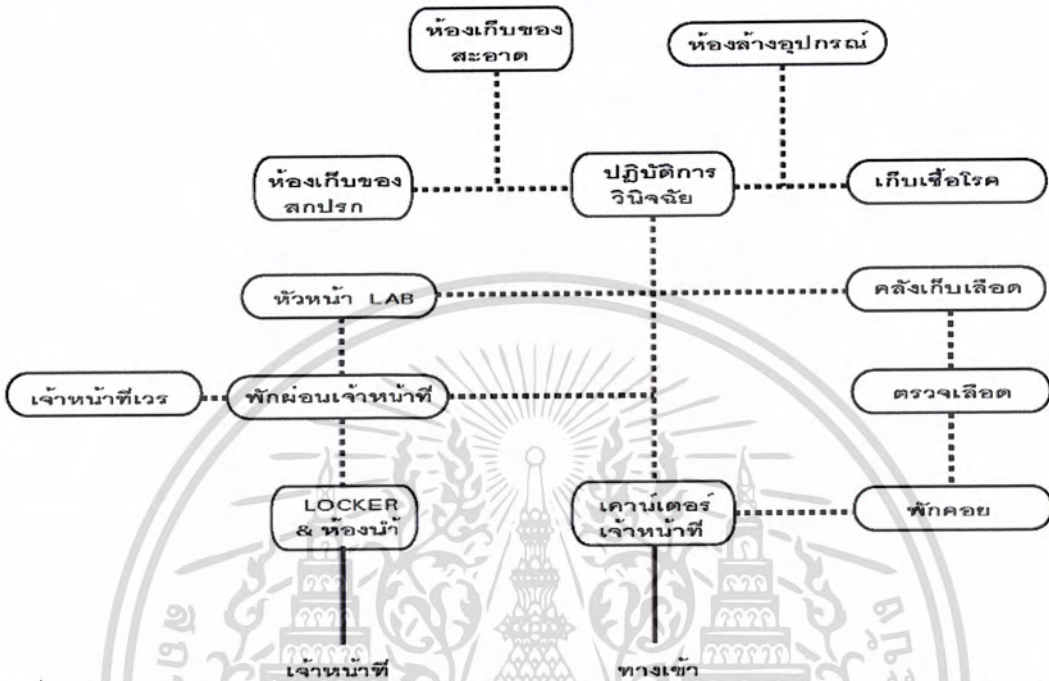 ห้องเก็บของ
สะอาด
ห้องล้างอุปกรณ์
ห้องเก็บของ
สกปรก
ปฏิบัติการ
วินิจฉัย
เก็บเชื้อโรค
หัวหน้า LAB
คลังเก็บเลือด
เจ้าหน้าที่เวร
พักผ่อนเจ้าหน้าที่
ตรวจเลือด
LOCKER
& ห้องน้ำ
เคาน์เตอร์
เจ้าหน้าที่
พักคอย
เจ้าหน้าที่
ทางเข้า